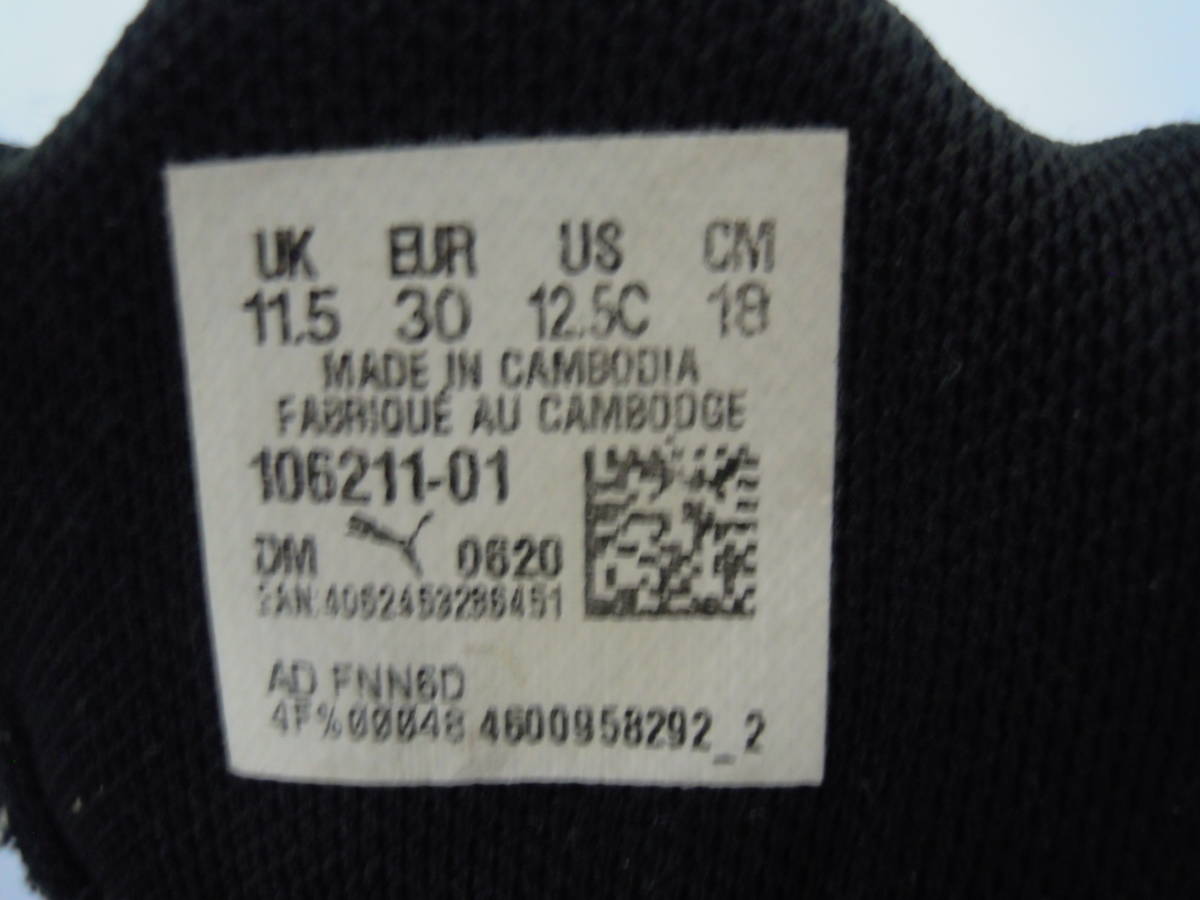 UK EUR US CM
11.5 30 12.5C 18
MADE IN CAMBODIA
FABRIQUÉ AU CAMBODGE
106211-01
DM 0620
EAN:4062453286451
AD FNN6D
4F%00048 4600958292_2